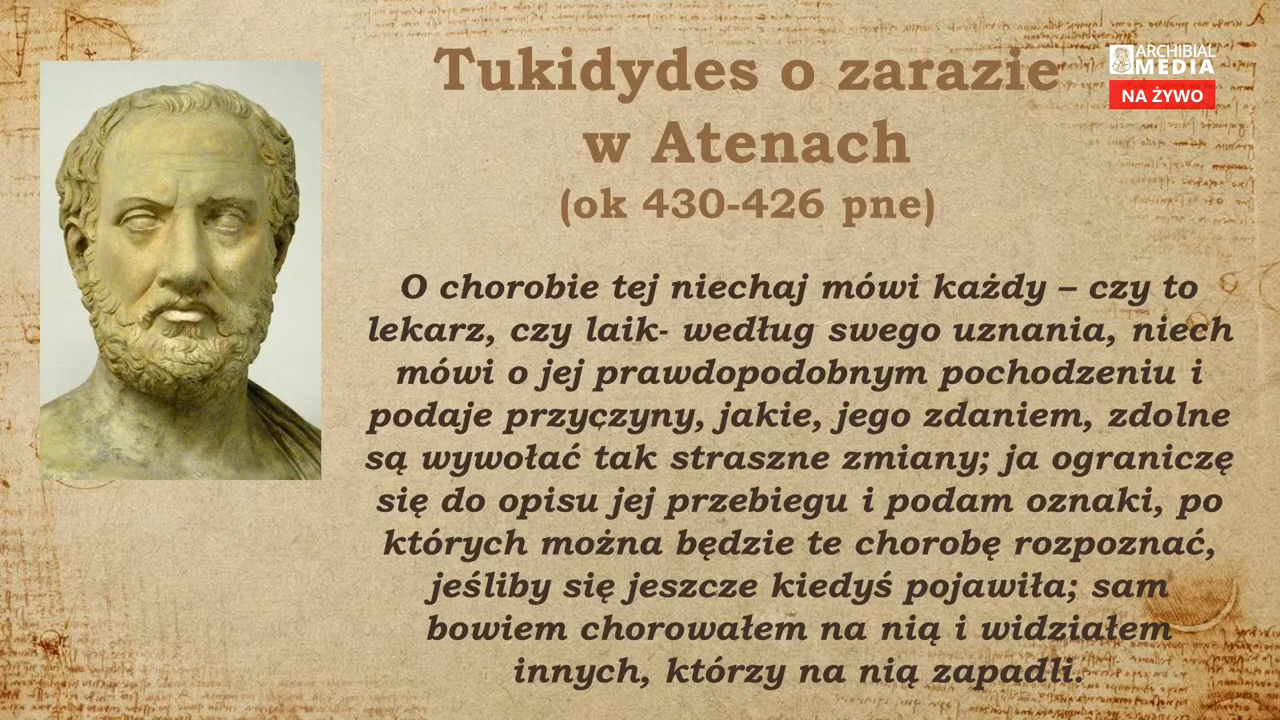 Tukidydes o zarazie
w Atenach
(ok 430-426 pne)
ARCHIBIAL
MEDIA
NA ŻYWO
O chorobie tej niechaj mówi każdy – czy to
lekarz, czy laik- według swego uznania, niech
mówi o jej prawdopodobnym pochodzeniu i
podaje przyczyny, jakie, jego zdaniem, zdolne
są wywołać tak straszne zmiany; ja ograniczę
się do opisu jej przebiegu i podam oznaki, po
których można będzie te chorobę rozpoznać,
jeśliby się jeszcze kiedyś pojawiła; sam
bowiem chorowałem na nią i widziałem
innych, którzy na nią zapadli.